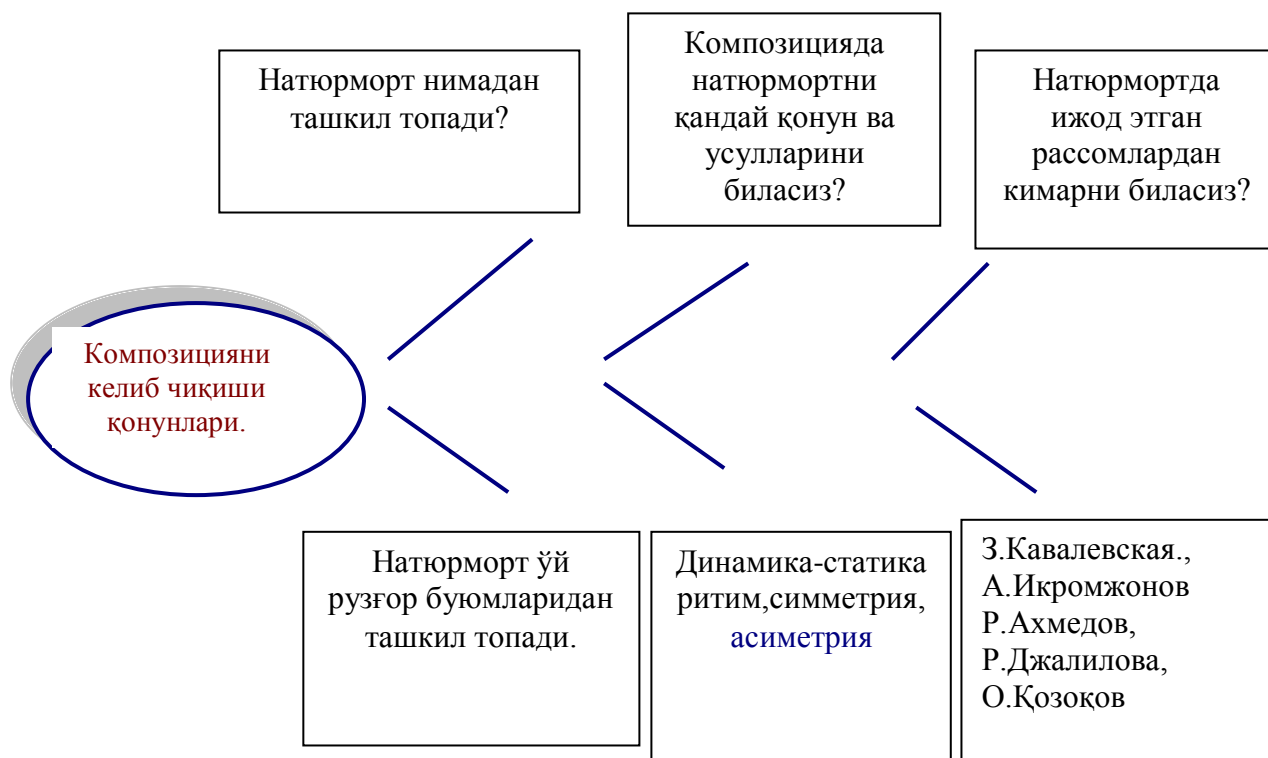 Натюрморт нимадан
ташкил топади?
Композицияда
натюрмортни
қандай қонун ва
усулларини
биласиз?
Натюрмортда
ижод этган
рассомлардан
кимарни биласиз?
Композицияни
келиб чиқиши
қонунлари.
Натюрморт ўй
рузғор буюмларидан
ташкил топади.
Динамика-статика
ритим,симметрия,
асиметрия
З.Кавалевская.,
А.Икромжонов
Р.Ахмедов,
Р.Джалилова,
О.Қозоқов